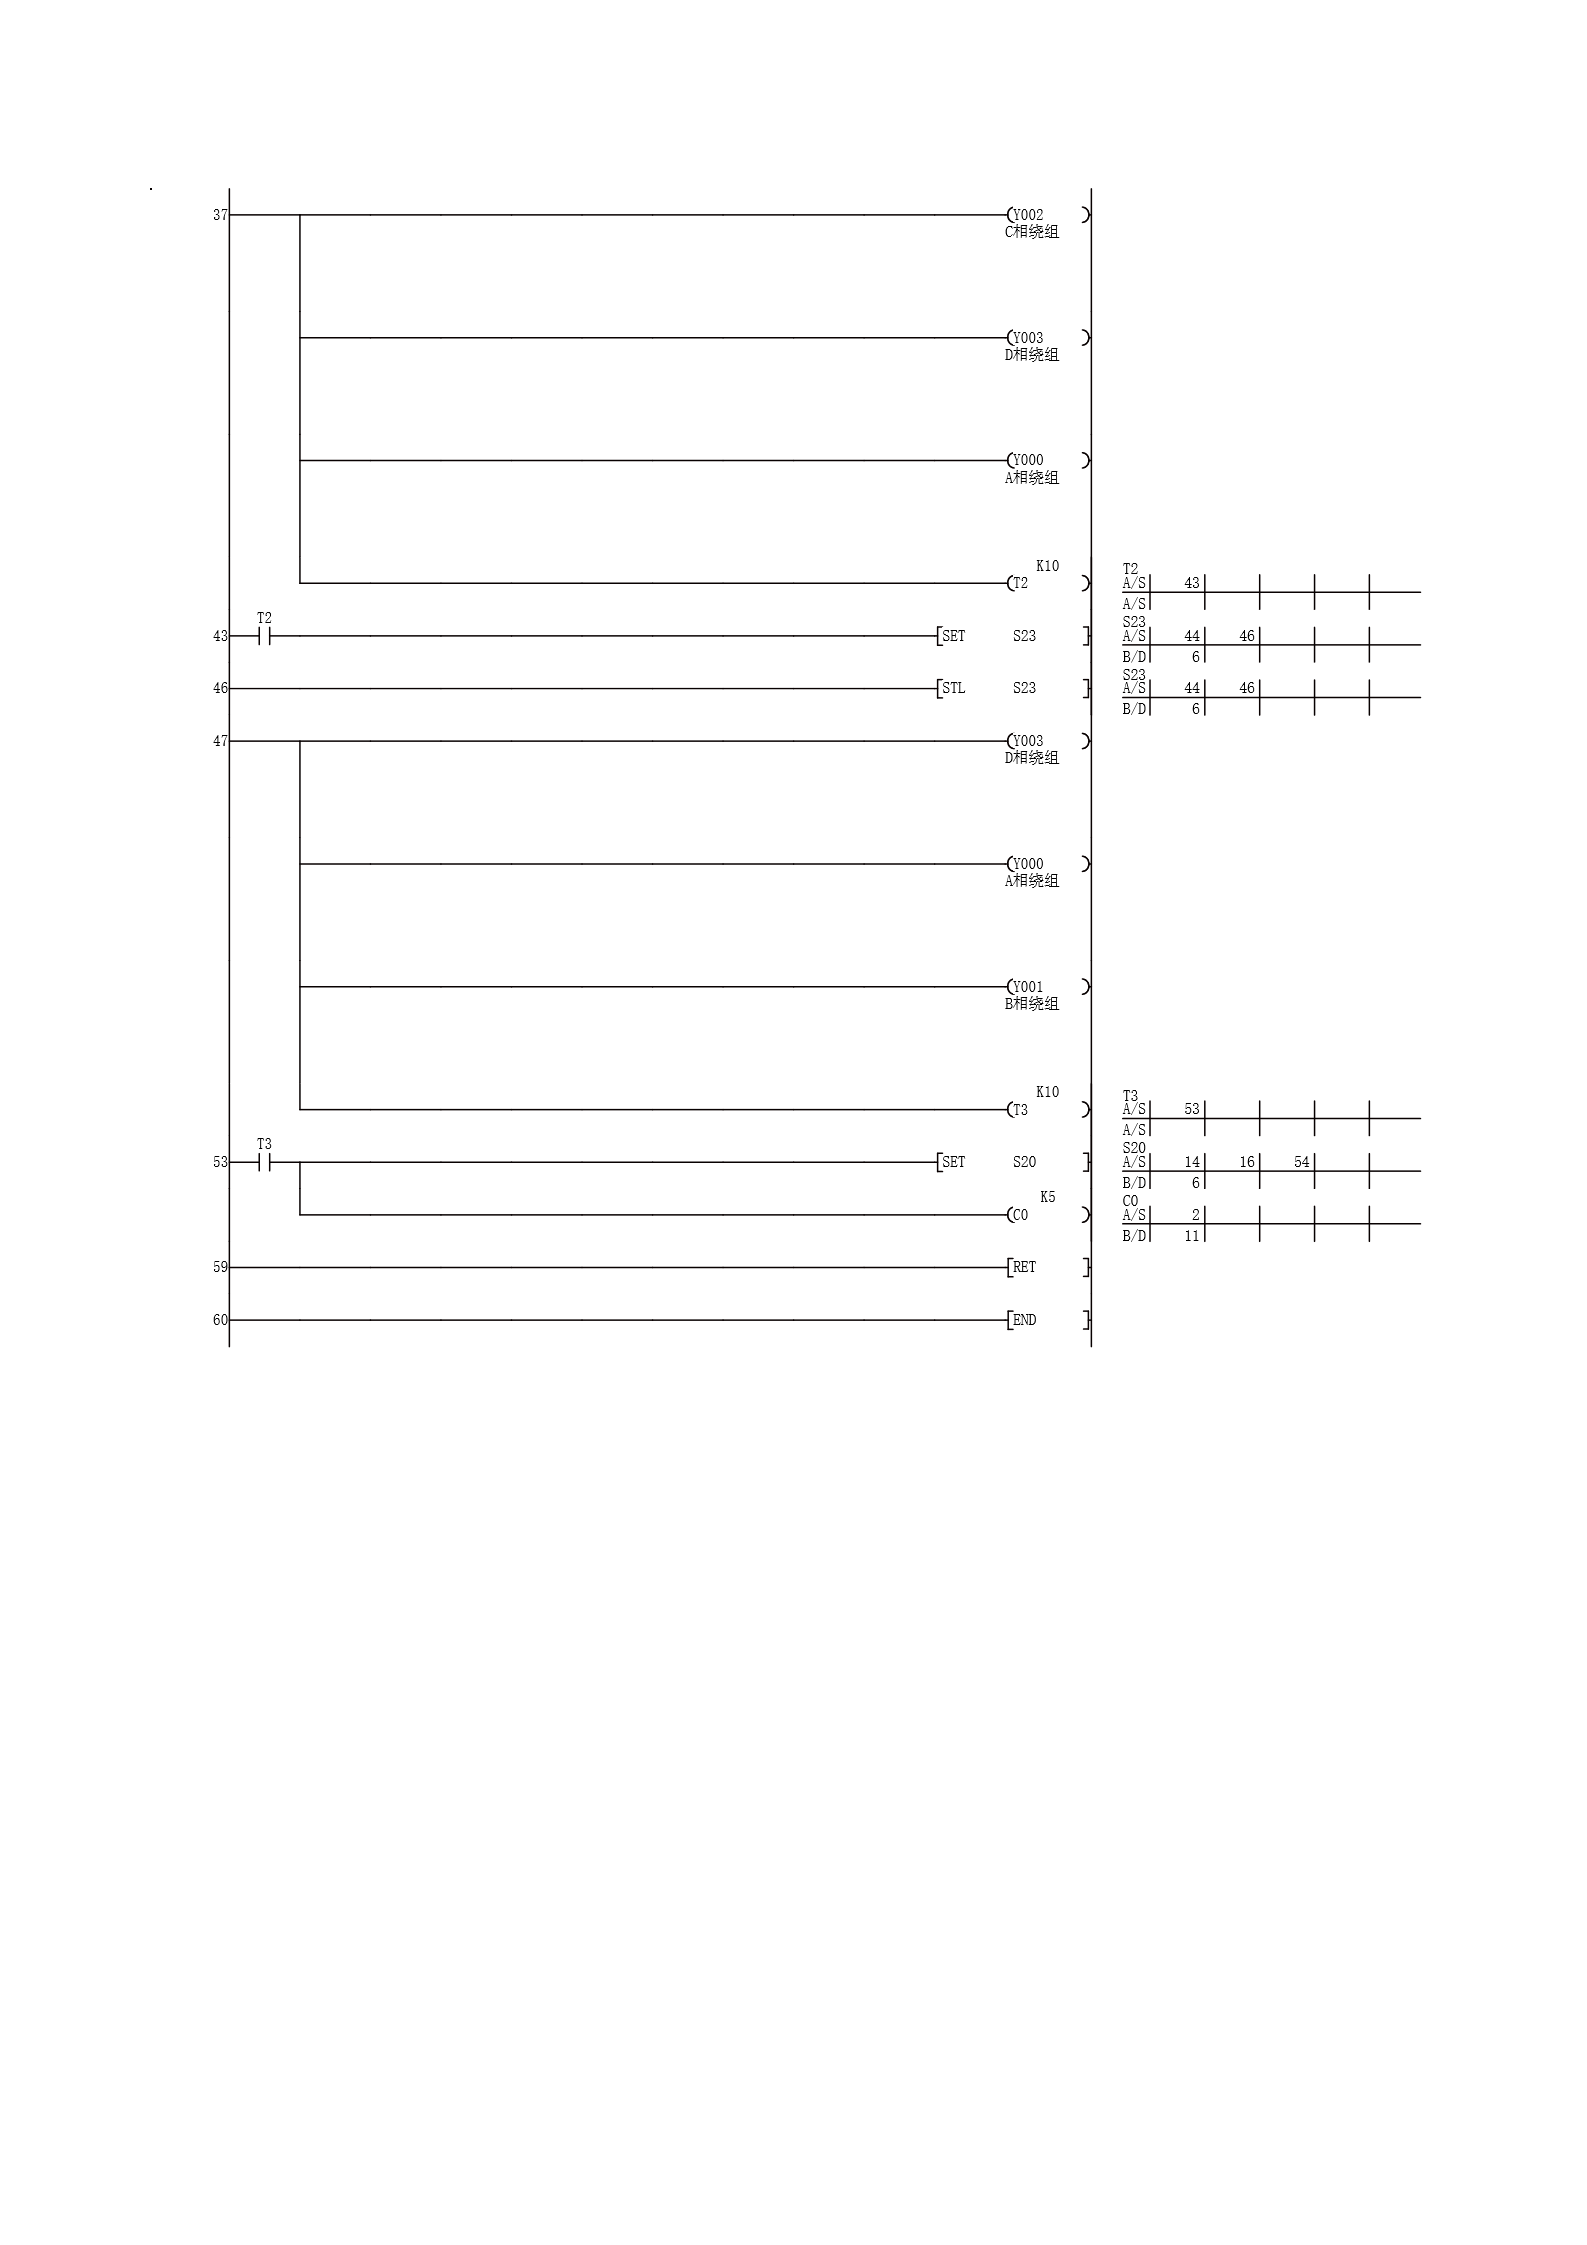 37 Y002
C相绕组
Y003
D相绕组
Y000
A相绕组
K10
T2
T2
A/S 43
A/S
T2
43 SET S23
S23
A/S 44 46
B/D 6
46 STL S23
S23
A/S 44 46
B/D 6
47 Y003
D相绕组
Y000
A相绕组
Y001
B相绕组
K10
T3
T3
A/S 53
A/S
T3
53 SET S20
S20
A/S 14 16 54
B/D 6
K5
C0
C0
A/S 2
B/D 11
59 RET
60 END